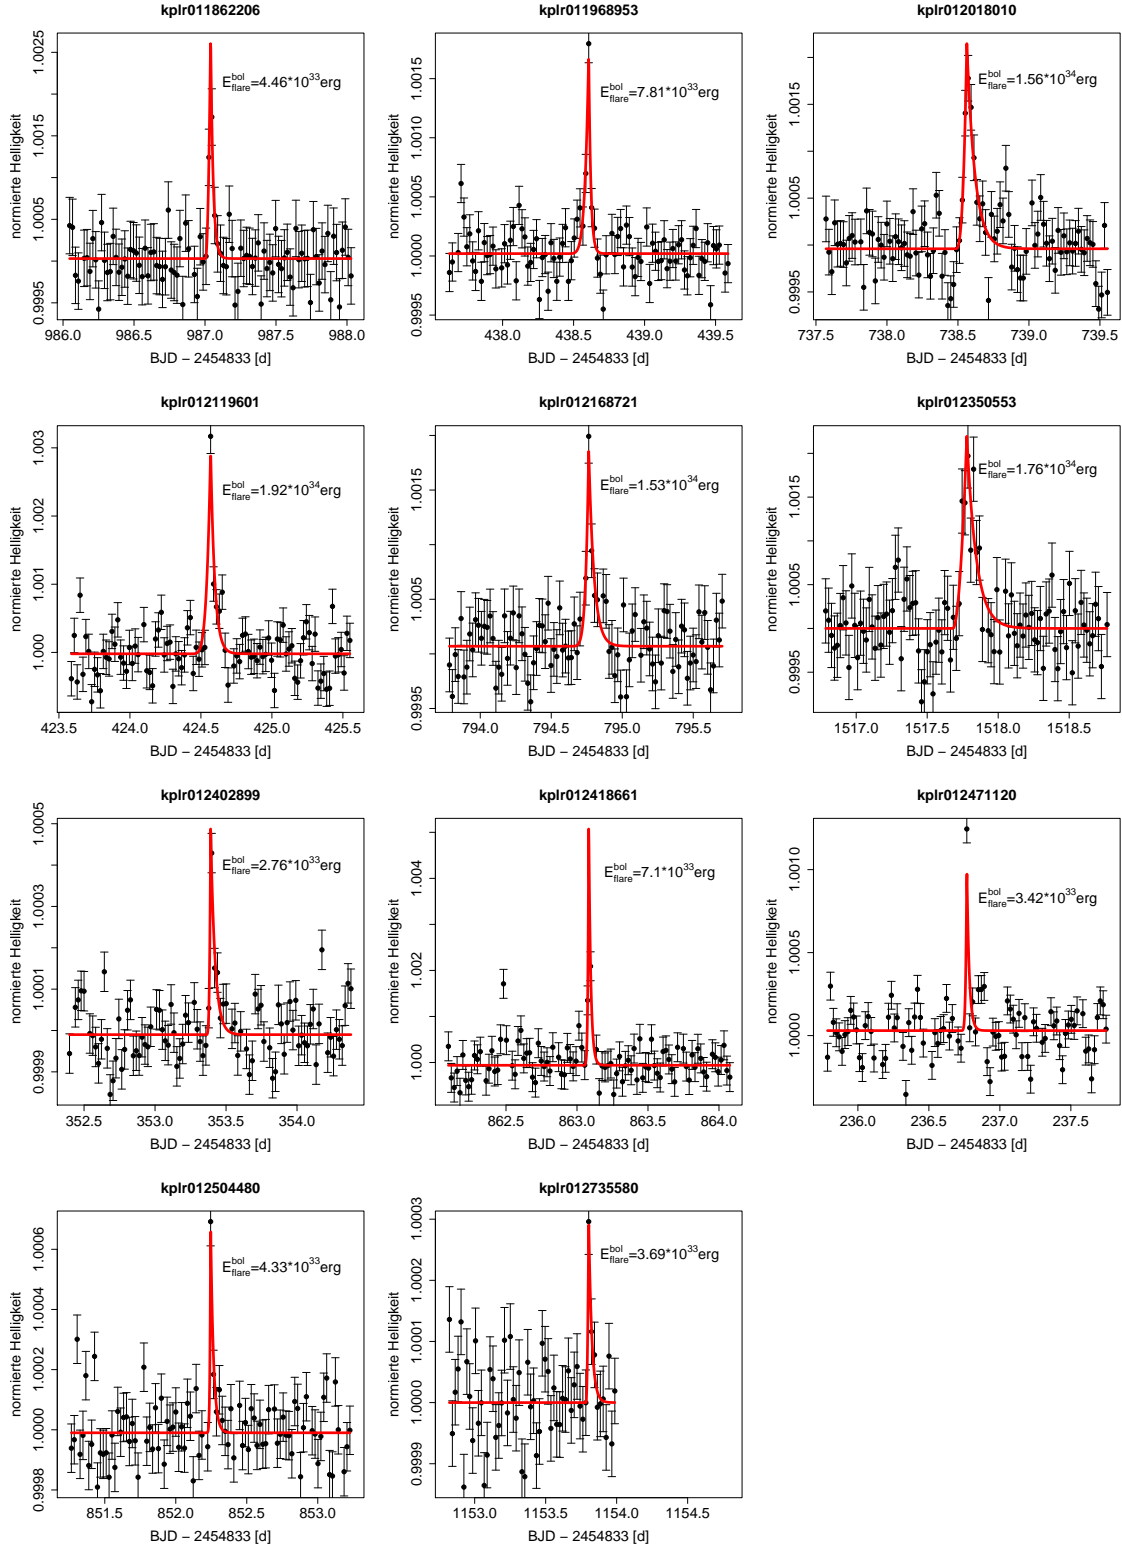 kplr011862206 kplr011968953 kplr012018010
normierte Helligkeit
0.9995 1.0005 1.0015 1.0025
E_flare^bol=4.46*10^33erg
986.0 986.5 987.0 987.5 988.0
BJD − 2454833 [d]
normierte Helligkeit
0.9995 1.0000 1.0005 1.0010 1.0015
E_flare^bol=7.81*10^33erg
438.0 438.5 439.0 439.5
BJD − 2454833 [d]
normierte Helligkeit
0.9995 1.0005 1.0015
E_flare^bol=1.56*10^34erg
737.5 738.0 738.5 739.0 739.5
BJD − 2454833 [d]
kplr012119601 kplr012168721 kplr012350553
normierte Helligkeit
1.000 1.001 1.002 1.003
E_flare^bol=1.92*10^34erg
423.5 424.0 424.5 425.0 425.5
BJD − 2454833 [d]
normierte Helligkeit
0.9995 1.0005 1.0015
E_flare^bol=1.53*10^34erg
794.0 794.5 795.0 795.5
BJD − 2454833 [d]
normierte Helligkeit
0.9995 1.0005 1.0015
E_flare^bol=1.76*10^34erg
1517.0 1517.5 1518.0 1518.5
BJD − 2454833 [d]
kplr012402899 kplr012418661 kplr012471120
normierte Helligkeit
0.9999 1.0001 1.0003 1.0005
E_flare^bol=2.76*10^33erg
352.5 353.0 353.5 354.0
BJD − 2454833 [d]
normierte Helligkeit
1.000 1.002 1.004
E_flare^bol=7.1*10^33erg
862.5 863.0 863.5 864.0
BJD − 2454833 [d]
normierte Helligkeit
1.0000 1.0005 1.0010
E_flare^bol=3.42*10^33erg
236.0 236.5 237.0 237.5
BJD − 2454833 [d]
kplr012504480 kplr012735580
normierte Helligkeit
0.9998 1.0000 1.0002 1.0004 1.0006
E_flare^bol=4.33*10^33erg
851.5 852.0 852.5 853.0
BJD − 2454833 [d]
normierte Helligkeit
0.9999 1.0000 1.0001 1.0002 1.0003
E_flare^bol=3.69*10^33erg
1153.0 1153.5 1154.0 1154.5
BJD − 2454833 [d]